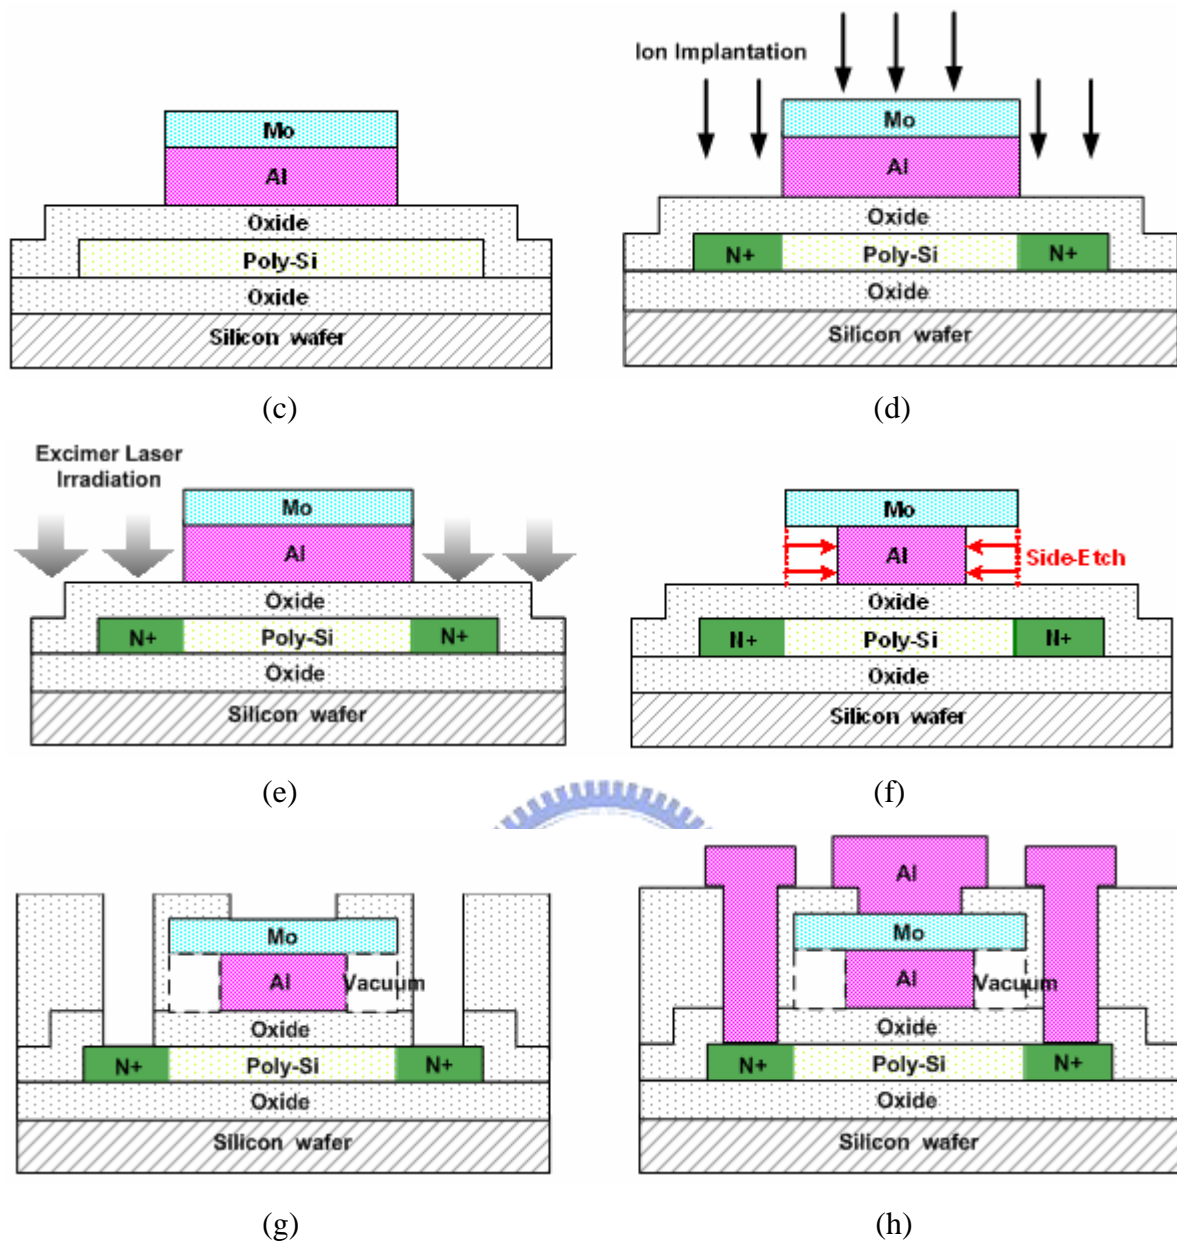 Mo
Al
Oxide
Poly-Si
Oxide
Silicon wafer
(c)
Ion Implantation
Mo
Al
Oxide
N+ Poly-Si N+
Oxide
Silicon wafer
(d)
Excimer Laser
Irradiation
Mo
Al
Oxide
N+ Poly-Si N+
Oxide
Silicon wafer
(e)
Mo
Al Side-Etch
Oxide
N+ Poly-Si N+
Oxide
Silicon wafer
(f)
Mo
Al Vacuum
Oxide
N+ Poly-Si N+
Oxide
Silicon wafer
(g)
Al
Mo
Al Vacuum
Oxide
N+ Poly-Si N+
Oxide
Silicon wafer
(h)